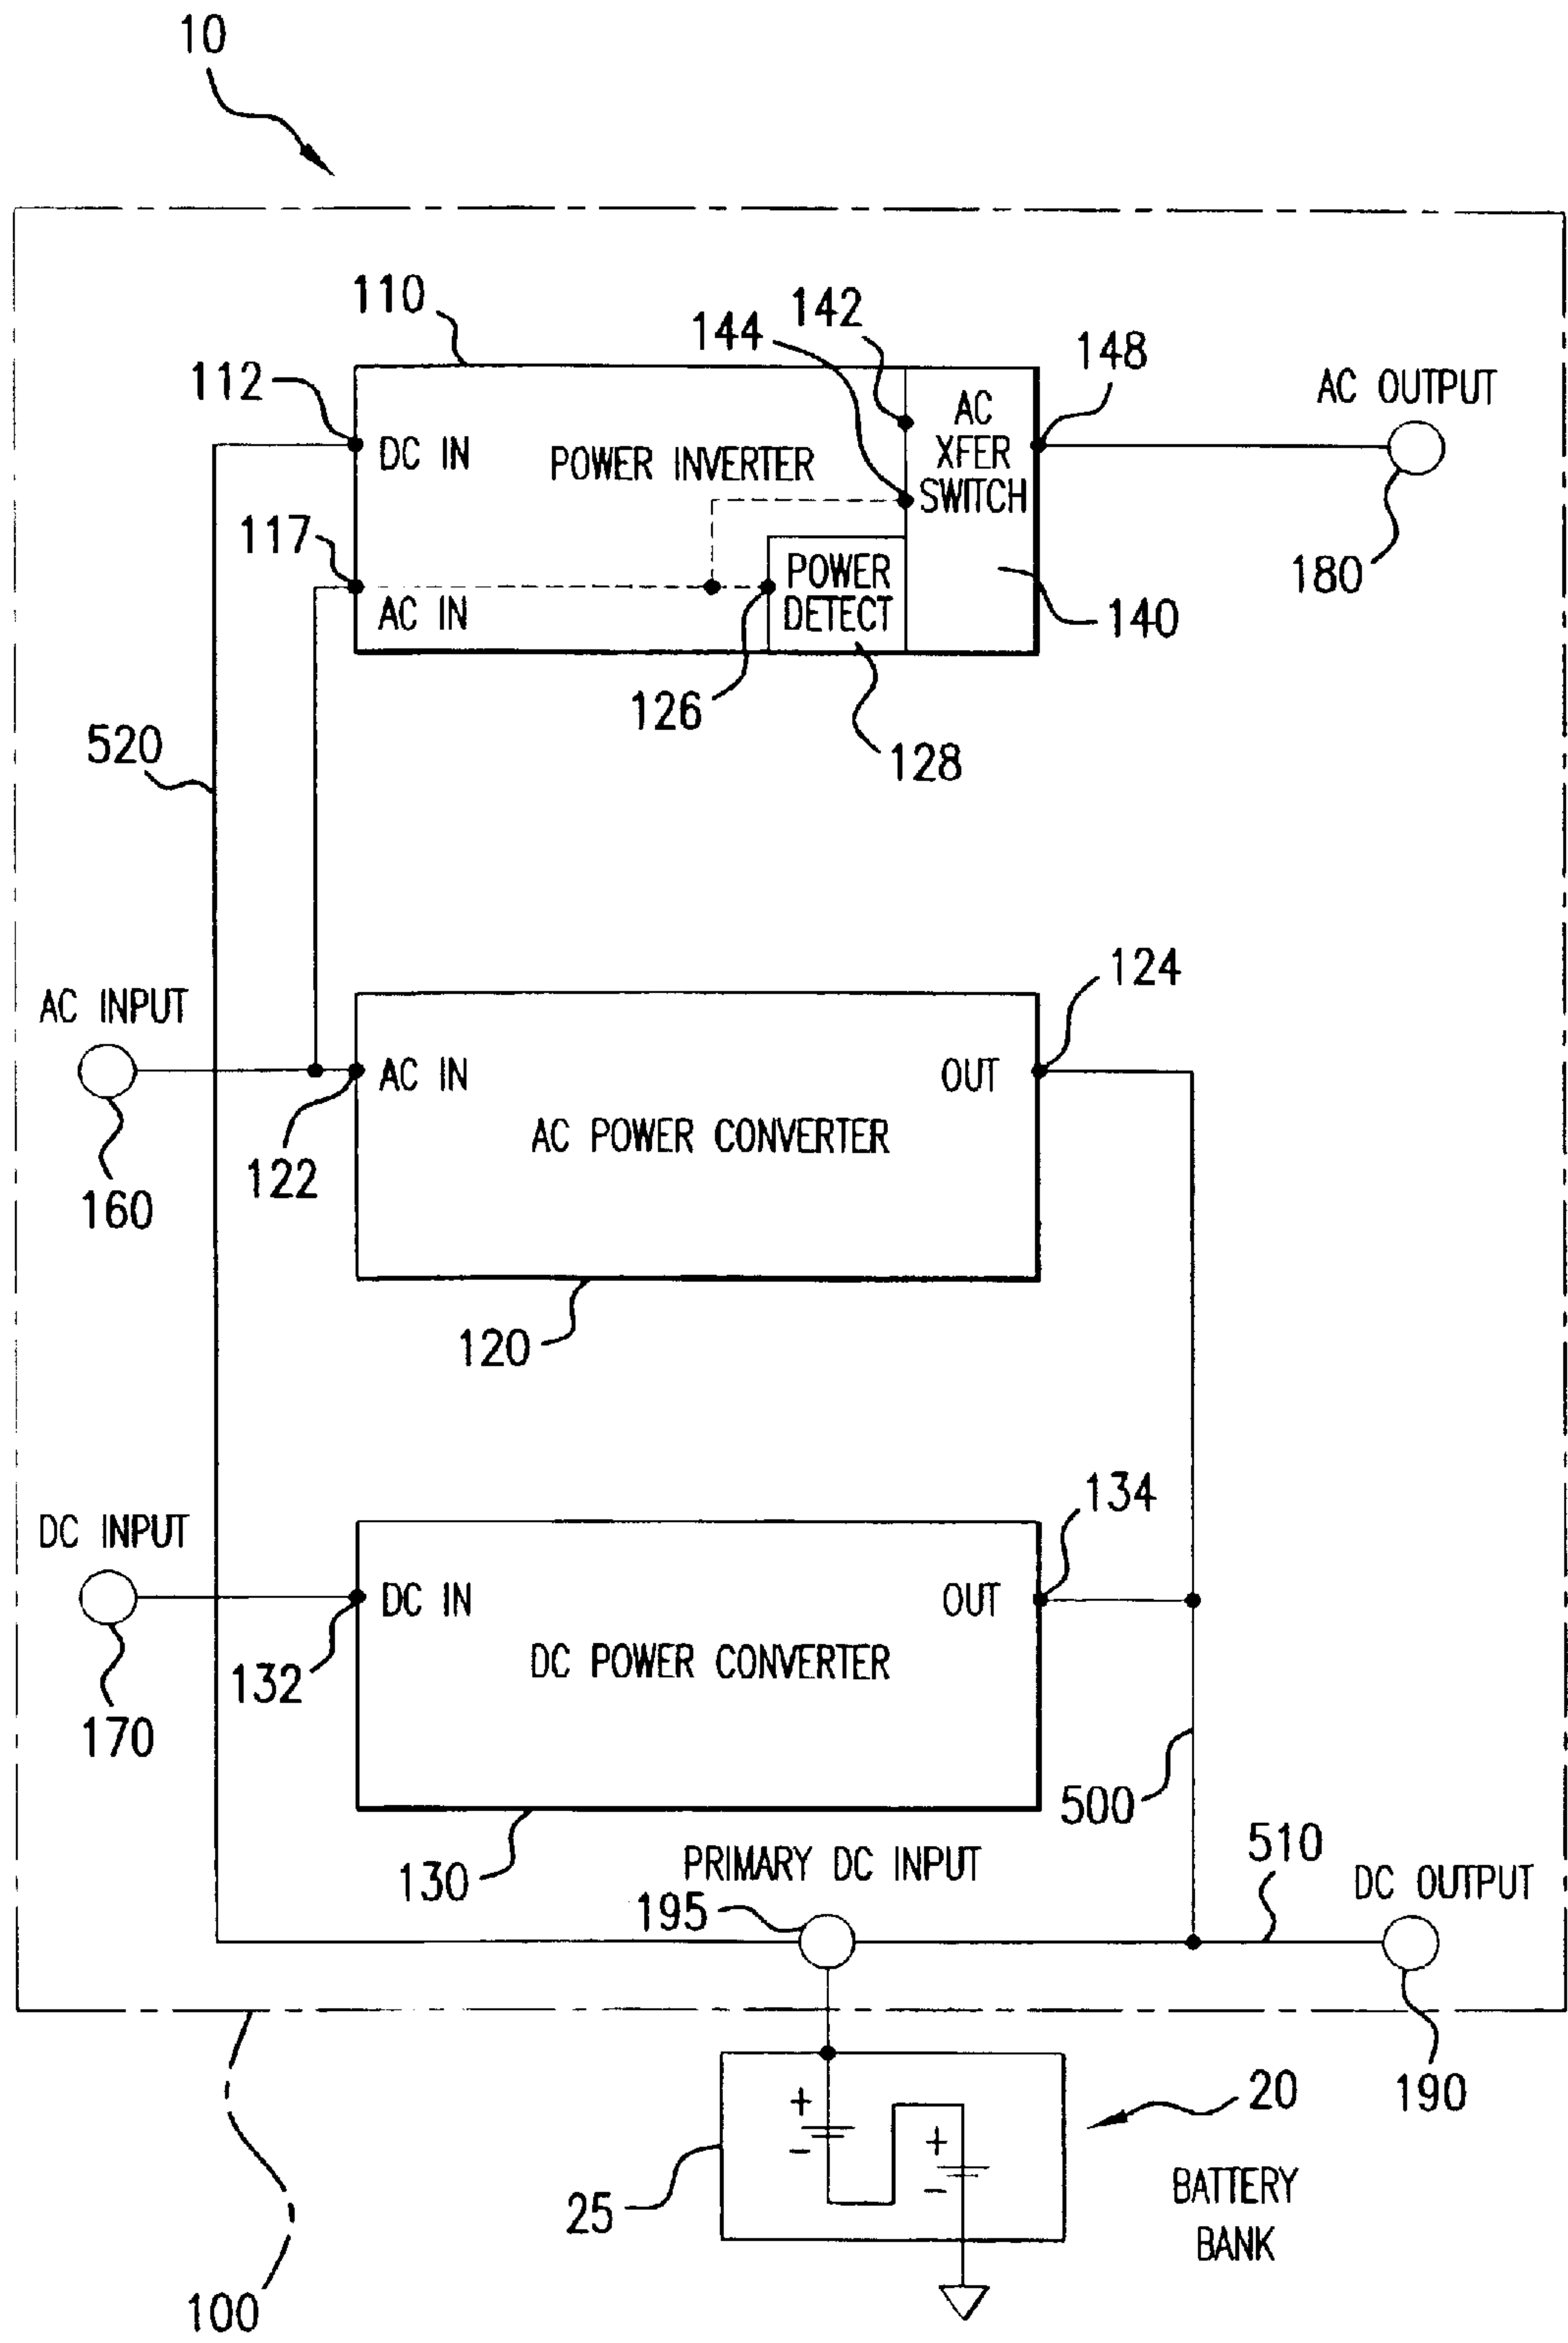 10
110
142
144
148
112
AC OUTPUT
DC IN
POWER INVERTER
AC
XFER
SWITCH
117
180
AC IN
POWER
DETECT
140
126
128
520
124
AC INPUT
AC IN
OUT
AC POWER CONVERTER
122
160
120
134
DC INPUT
DC IN
OUT
DC POWER CONVERTER
132
170
500
130
PRIMARY DC INPUT
510
DC OUTPUT
195
20
190
+
-
+
-
25
BATTERY
BANK
100